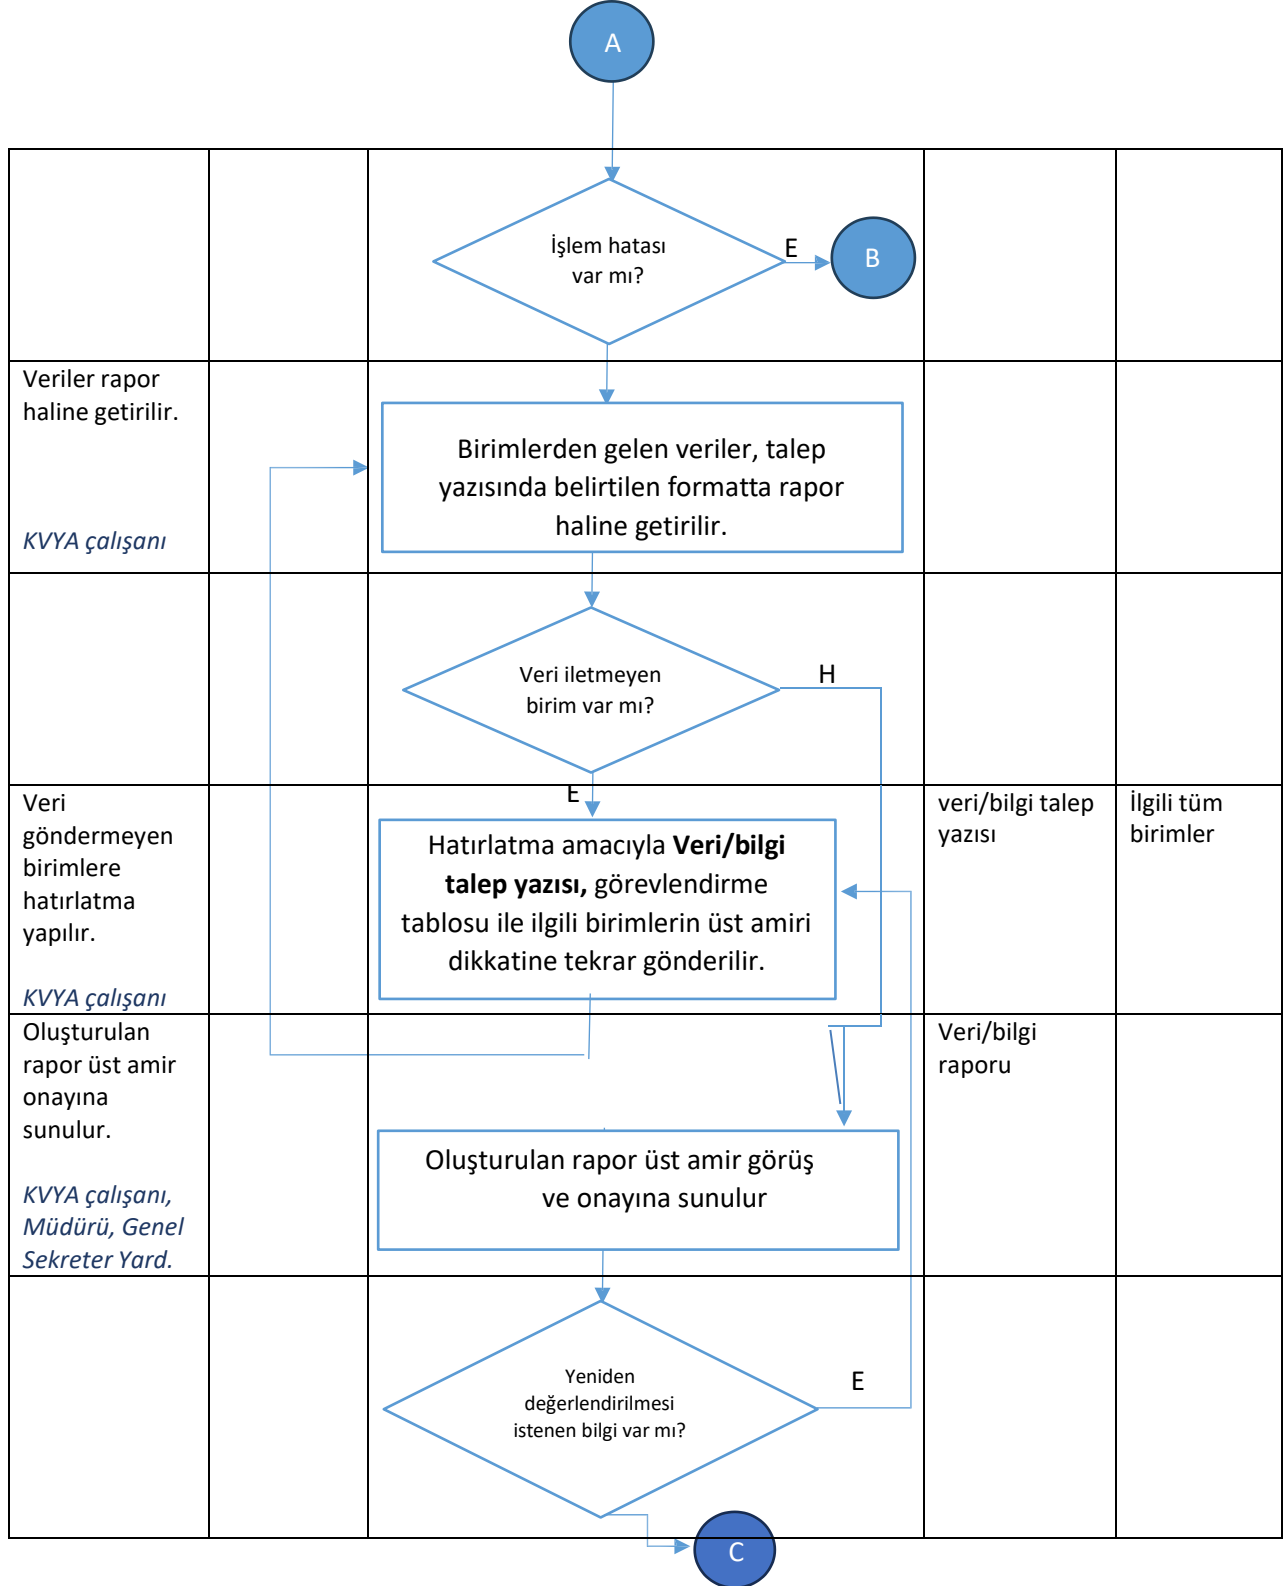 A
İşlem hatası
var mı?
E
B
Veriler rapor
haline getirilir.
KVYA çalışanı
Birimlerden gelen veriler, talep
yazısında belirtilen formatta rapor
haline getirilir.
Veri iletmeyen
birim var mı?
H
E
Veri
göndermeyen
birimlere
hatırlatma
yapılır.
KVYA çalışanı
Hatırlatma amacıyla Veri/bilgi
talep yazısı, görevlendirme
tablosu ile ilgili birimlerin üst amiri
dikkatine tekrar gönderilir.
veri/bilgi talep
yazısı
İlgili tüm
birimler
Oluşturulan
rapor üst amir
onayına
sunulur.
KVYA çalışanı,
Müdürü, Genel
Sekreter Yard.
Oluşturulan rapor üst amir görüş
ve onayına sunulur
Veri/bilgi
raporu
Yeniden
değerlendirilmesi
istenen bilgi var mı?
E
C